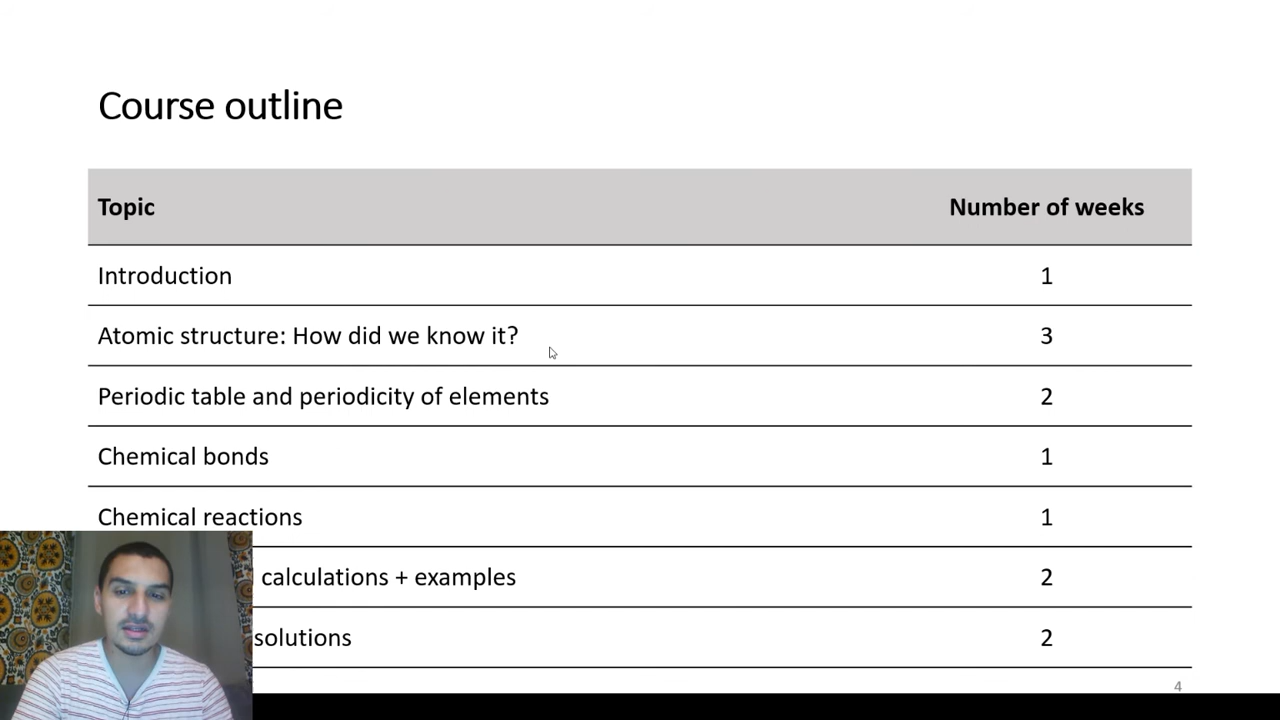 Course outline
Topic Number of weeks
Introduction 1
Atomic structure: How did we know it? 3
Periodic table and periodicity of elements 2
Chemical bonds 1
Chemical reactions 1
calculations + examples 2
solutions 2
4